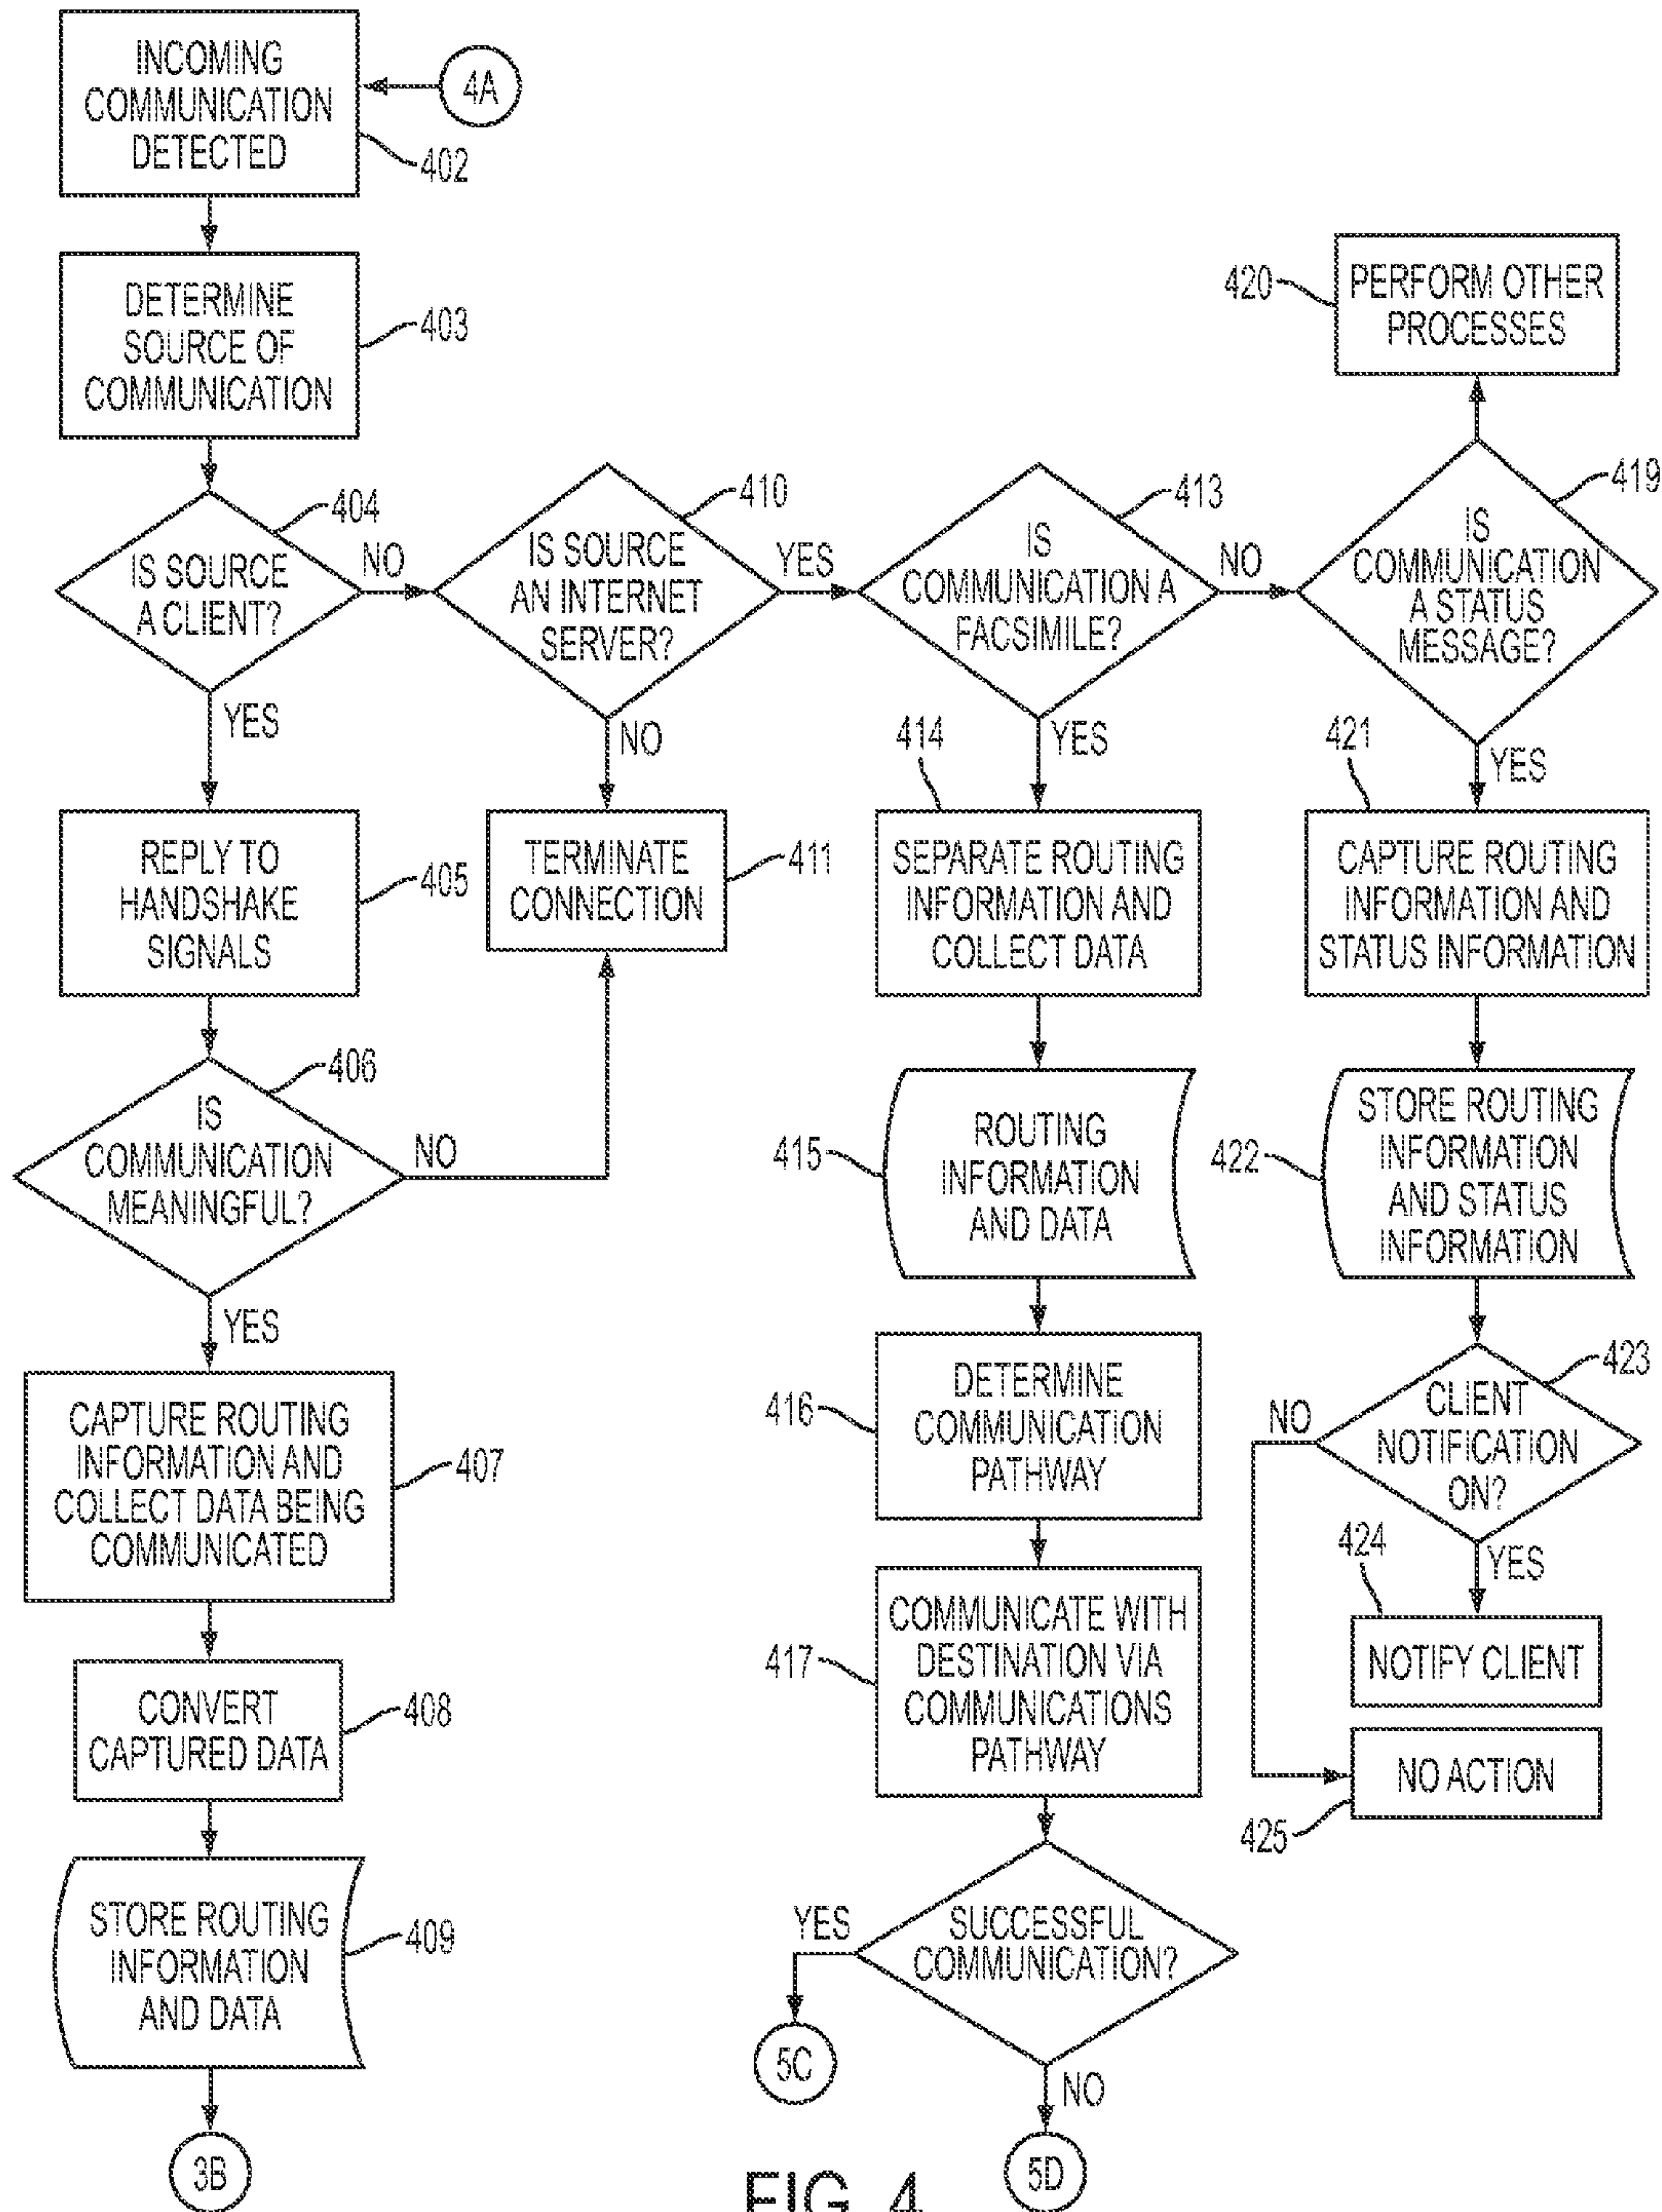 INCOMING
COMMUNICATION
DETECTED
4A
402
DETERMINE
SOURCE OF
COMMUNICATION
403
IS SOURCE
A CLIENT?
404
NO
YES
REPLY TO
HANDSHAKE
SIGNALS
405
IS
COMMUNICATION
MEANINGFUL?
406
NO
YES
CAPTURE ROUTING
INFORMATION AND
COLLECT DATA BEING
COMMUNICATED
407
CONVERT
CAPTURED DATA
408
STORE ROUTING
INFORMATION
AND DATA
409
3B
IS SOURCE
AN INTERNET
SERVER?
410
YES
NO
TERMINATE
CONNECTION
411
IS
COMMUNICATION A
FACSIMILE?
413
NO
YES
414
SEPARATE ROUTING
INFORMATION AND
COLLECT DATA
415
ROUTING
INFORMATION
AND DATA
416
DETERMINE
COMMUNICATION
PATHWAY
417
COMMUNICATE WITH
DESTINATION VIA
COMMUNICATIONS
PATHWAY
SUCCESSFUL
COMMUNICATION?
YES
5C
NO
5D
420
PERFORM OTHER
PROCESSES
419
IS
COMMUNICATION
A STATUS
MESSAGE?
YES
421
CAPTURE ROUTING
INFORMATION AND
STATUS INFORMATION
422
STORE ROUTING
INFORMATION
AND STATUS
INFORMATION
423
CLIENT
NOTIFICATION
ON?
NO
YES
424
NOTIFY CLIENT
NO ACTION
425
FIG. 4